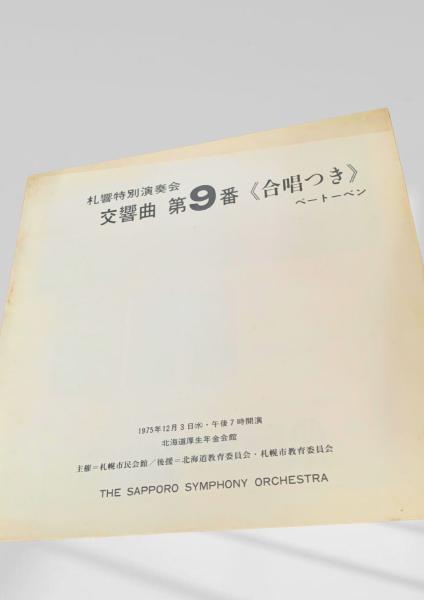 札響特別演奏会
交響曲 第9番《合唱つき》
ベートーベン
1975年12月3日㈬・午後7時開演
北海道厚生年金会館
主催=札幌市民会館/後援=北海道教育委員会・札幌市教育委員会
THE SAPPORO SYMPHONY ORCHESTRA